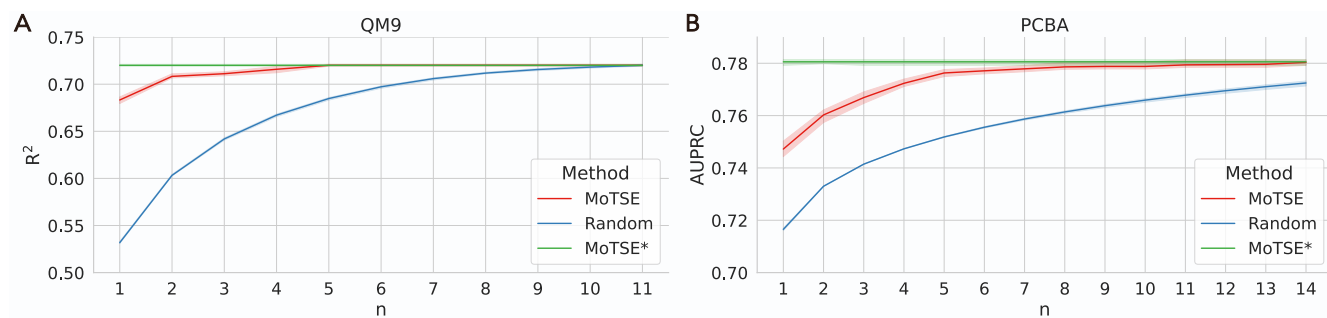 A
QM9
0.75
0.70
0.65
0.60
0.55
0.50
R²
1 2 3 4 5 6 7 8 9 10 11
n
Method
MoTSE
Random
MoTSE*
B
PCBA
0.78
0.76
0.74
0.72
0.70
AUPRC
1 2 3 4 5 6 7 8 9 10 11 12 13 14
n
Method
MoTSE
Random
MoTSE*